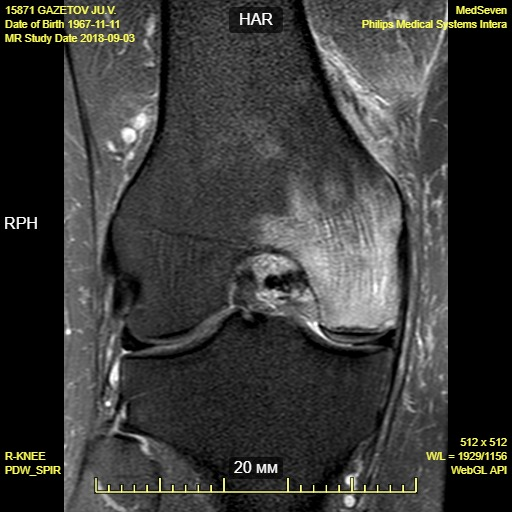 15871 GAZETOV JU.V.
Date of Birth 1967-11-11
MR Study Date 2018-09-03
HAR
MedSeven
Philips Medical Systems Intera
RPH
R-KNEE
PDW_SPIR
20 мм
512 x 512
W/L = 1929/1156
WebGL API